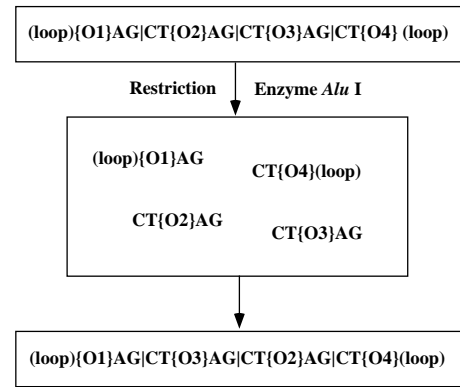 (loop){O1}AG|CT{O2}AG|CT{O3}AG|CT{O4} (loop)
Restriction Enzyme Alu I
(loop){O1}AG
CT{O4}(loop)
CT{O2}AG
CT{O3}AG
(loop){O1}AG|CT{O3}AG|CT{O2}AG|CT{O4}(loop)